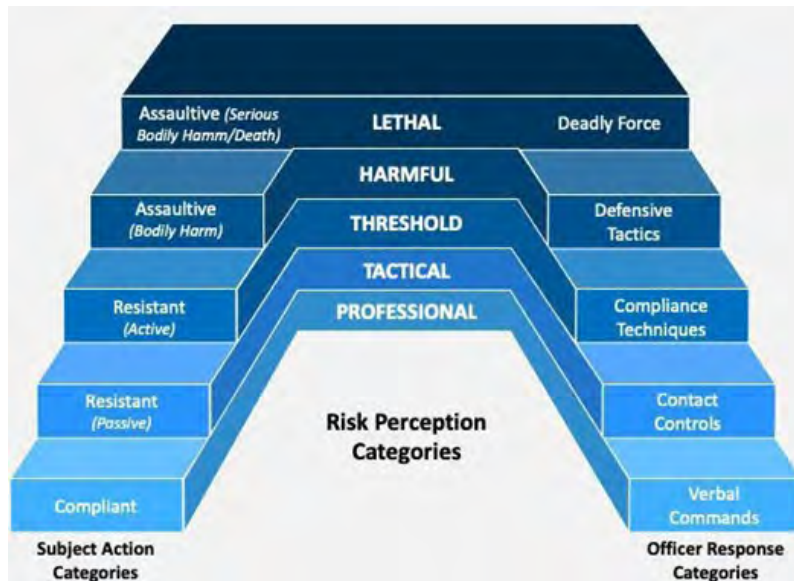 Assaultive (Serious
Bodily Hamm/Death)
LETHAL
Deadly Force
HARMFUL
Assaultive
(Bodily Harm)
Defensive
Tactics
THRESHOLD
TACTICAL
Resistant
(Active)
Compliance
Techniques
PROFESSIONAL
Resistant
(Passive)
Contact
Controls
Risk Perception
Categories
Compliant
Verbal
Commands
Subject Action
Categories
Officer Response
Categories